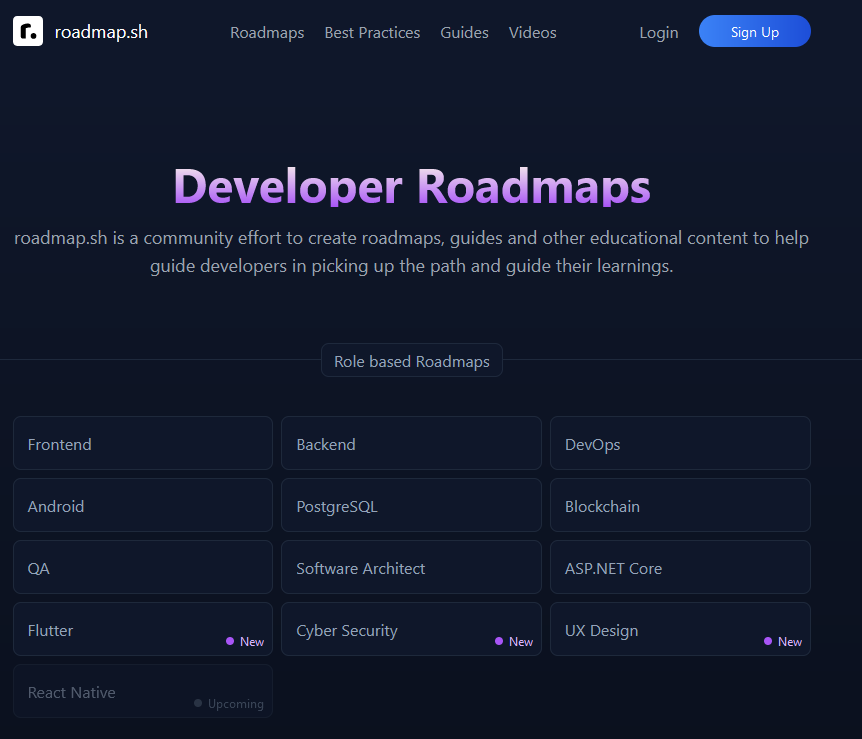 r. roadmap.sh Roadmaps Best Practices Guides Videos Login Sign Up
Developer Roadmaps
roadmap.sh is a community effort to create roadmaps, guides and other educational content to help
guide developers in picking up the path and guide their learnings.
Role based Roadmaps
Frontend Backend DevOps
Android PostgreSQL Blockchain
QA Software Architect ASP.NET Core
Flutter New Cyber Security New UX Design New
React Native Upcoming